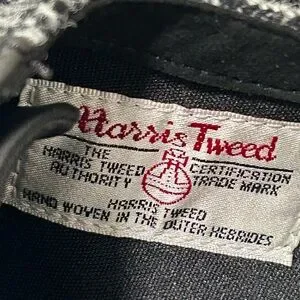 Harris Tweed
THE HARRIS TWEED AUTHORITY
CERTIFICATION TRADE MARK
HARRIS TWEED
HAND WOVEN IN THE OUTER HEBRIDES